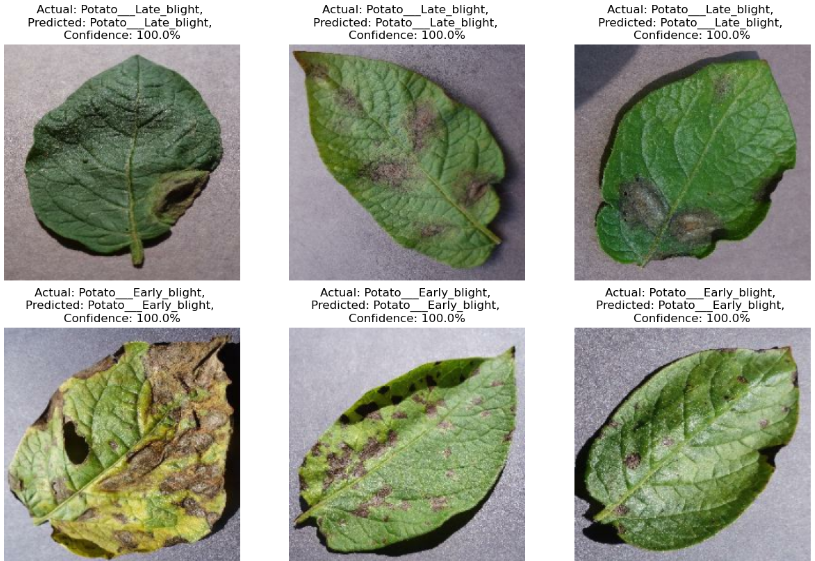 Actual: Potato___Late_blight,
Predicted: Potato___Late_blight,
Confidence: 100.0%
Actual: Potato___Late_blight,
Predicted: Potato___Late_blight,
Confidence: 100.0%
Actual: Potato___Late_blight,
Predicted: Potato___Late_blight,
Confidence: 100.0%
Actual: Potato___Early_blight,
Predicted: Potato___Early_blight,
Confidence: 100.0%
Actual: Potato___Early_blight,
Predicted: Potato___Early_blight,
Confidence: 100.0%
Actual: Potato___Early_blight,
Predicted: Potato___Early_blight,
Confidence: 100.0%